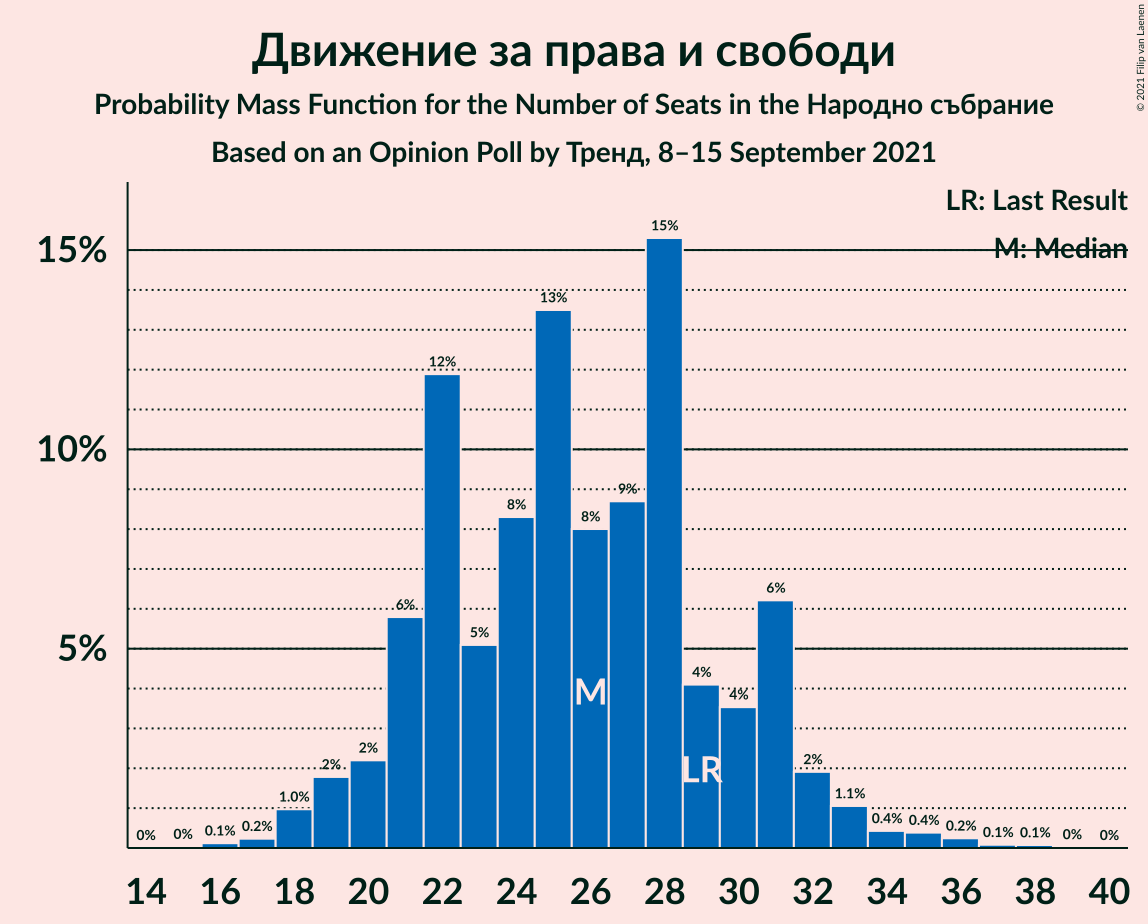 Движение за права и свободи
Probability Mass Function for the Number of Seats in the Народно събрание
Based on an Opinion Poll by Тренд, 8–15 September 2021
© 2021 Filip van Laenen
LR: Last Result
M: Median
15%
10%
5%
0% 0% 0.1% 0.2% 1.0% 2% 2% 6% 12% 5% 8% 13% 8% 9% 15% 4% 4% 6% 2% 1.1% 0.4% 0.4% 0.2% 0.1% 0.1% 0% 0%
M
LR
14 16 18 20 22 24 26 28 30 32 34 36 38 40